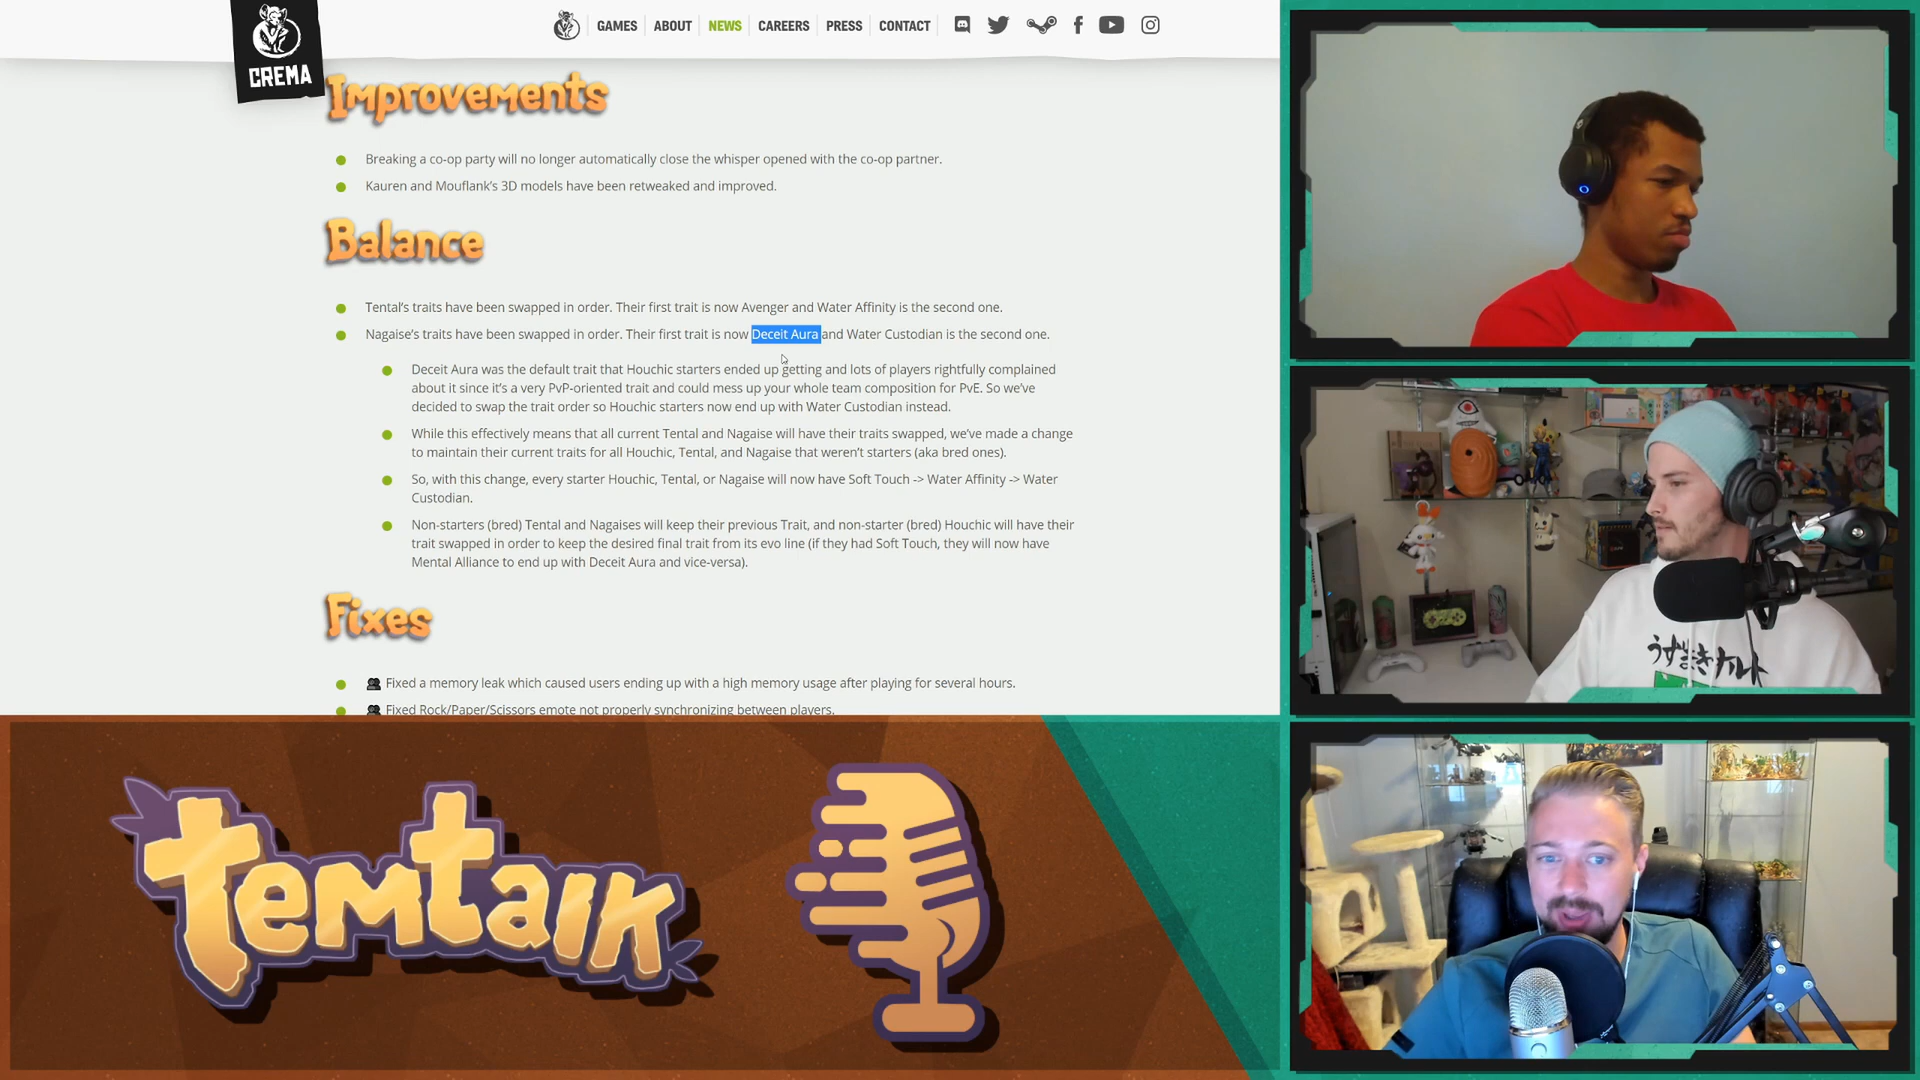 CREMA
GAMES
ABOUT
NEWS
CAREERS
PRESS
CONTACT
Improvements
Breaking a co-op party will no longer automatically close the whisper opened with the co-op partner.
Kauren and Mouflank's 3D models have been retweaked and improved.
Balance
Tental's traits have been swapped in order. Their first trait is now Avenger and Water Affinity is the second one.
Nagaise's traits have been swapped in order. Their first trait is now Deceit Aura and Water Custodian is the second one.
Deceit Aura was the default trait that Houchic starters ended up getting and lots of players rightfully complained
about it since it's a very PvP-oriented trait and could mess up your whole team composition for PvE. So we've
decided to swap the trait order so Houchic starters now end up with Water Custodian instead.
While this effectively means that all current Tental and Nagaise will have their traits swapped, we've made a change
to maintain their current traits for all Houchic, Tental, and Nagaise that weren't starters (aka bred ones).
So, with this change, every starter Houchic, Tental, or Nagaise will now have Soft Touch -> Water Affinity -> Water
Custodian.
Non-starters (bred) Tental and Nagaises will keep their previous Trait, and non-starter (bred) Houchic will have their
trait swapped in order to keep the desired final trait from its evo line (if they had Soft Touch, they will now have
Mental Alliance to end up with Deceit Aura and vice-versa).
Fixes
Fixed a memory leak which caused users ending up with a high memory usage after playing for several hours.
Fixed Rock/Paper/Scissors emote not properly synchronizing between players.
temtalk
うずまきナルト